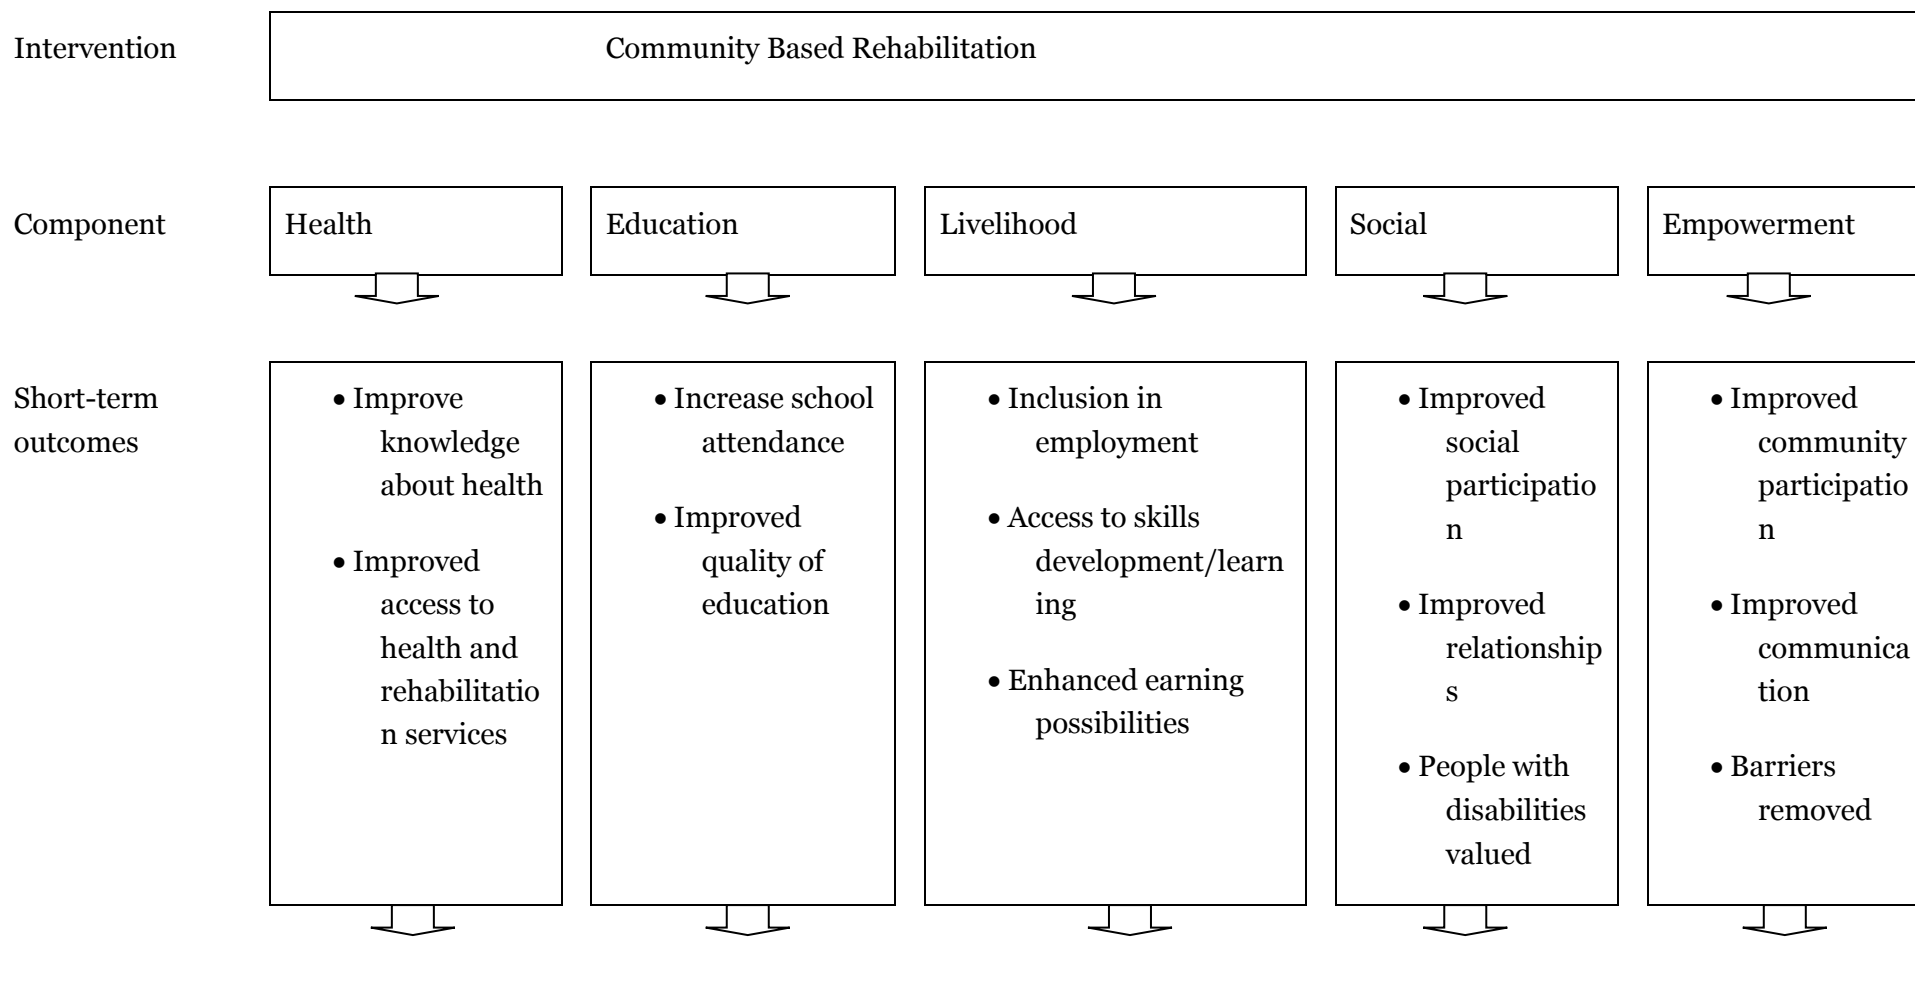 Intervention
Community Based Rehabilitation
Component
Health
Education
Livelihood
Social
Empowerment
Short-term
outcomes
• Improve
knowledge
about health
• Improved
access to
health and
rehabilitatio
n services
• Increase school
attendance
• Improved
quality of
education
• Inclusion in
employment
• Access to skills
development/learn
ing
• Enhanced earning
possibilities
• Improved
social
participatio
n
• Improved
relationship
s
• People with
disabilities
valued
• Improved
community
participatio
n
• Improved
communica
tion
• Barriers
removed